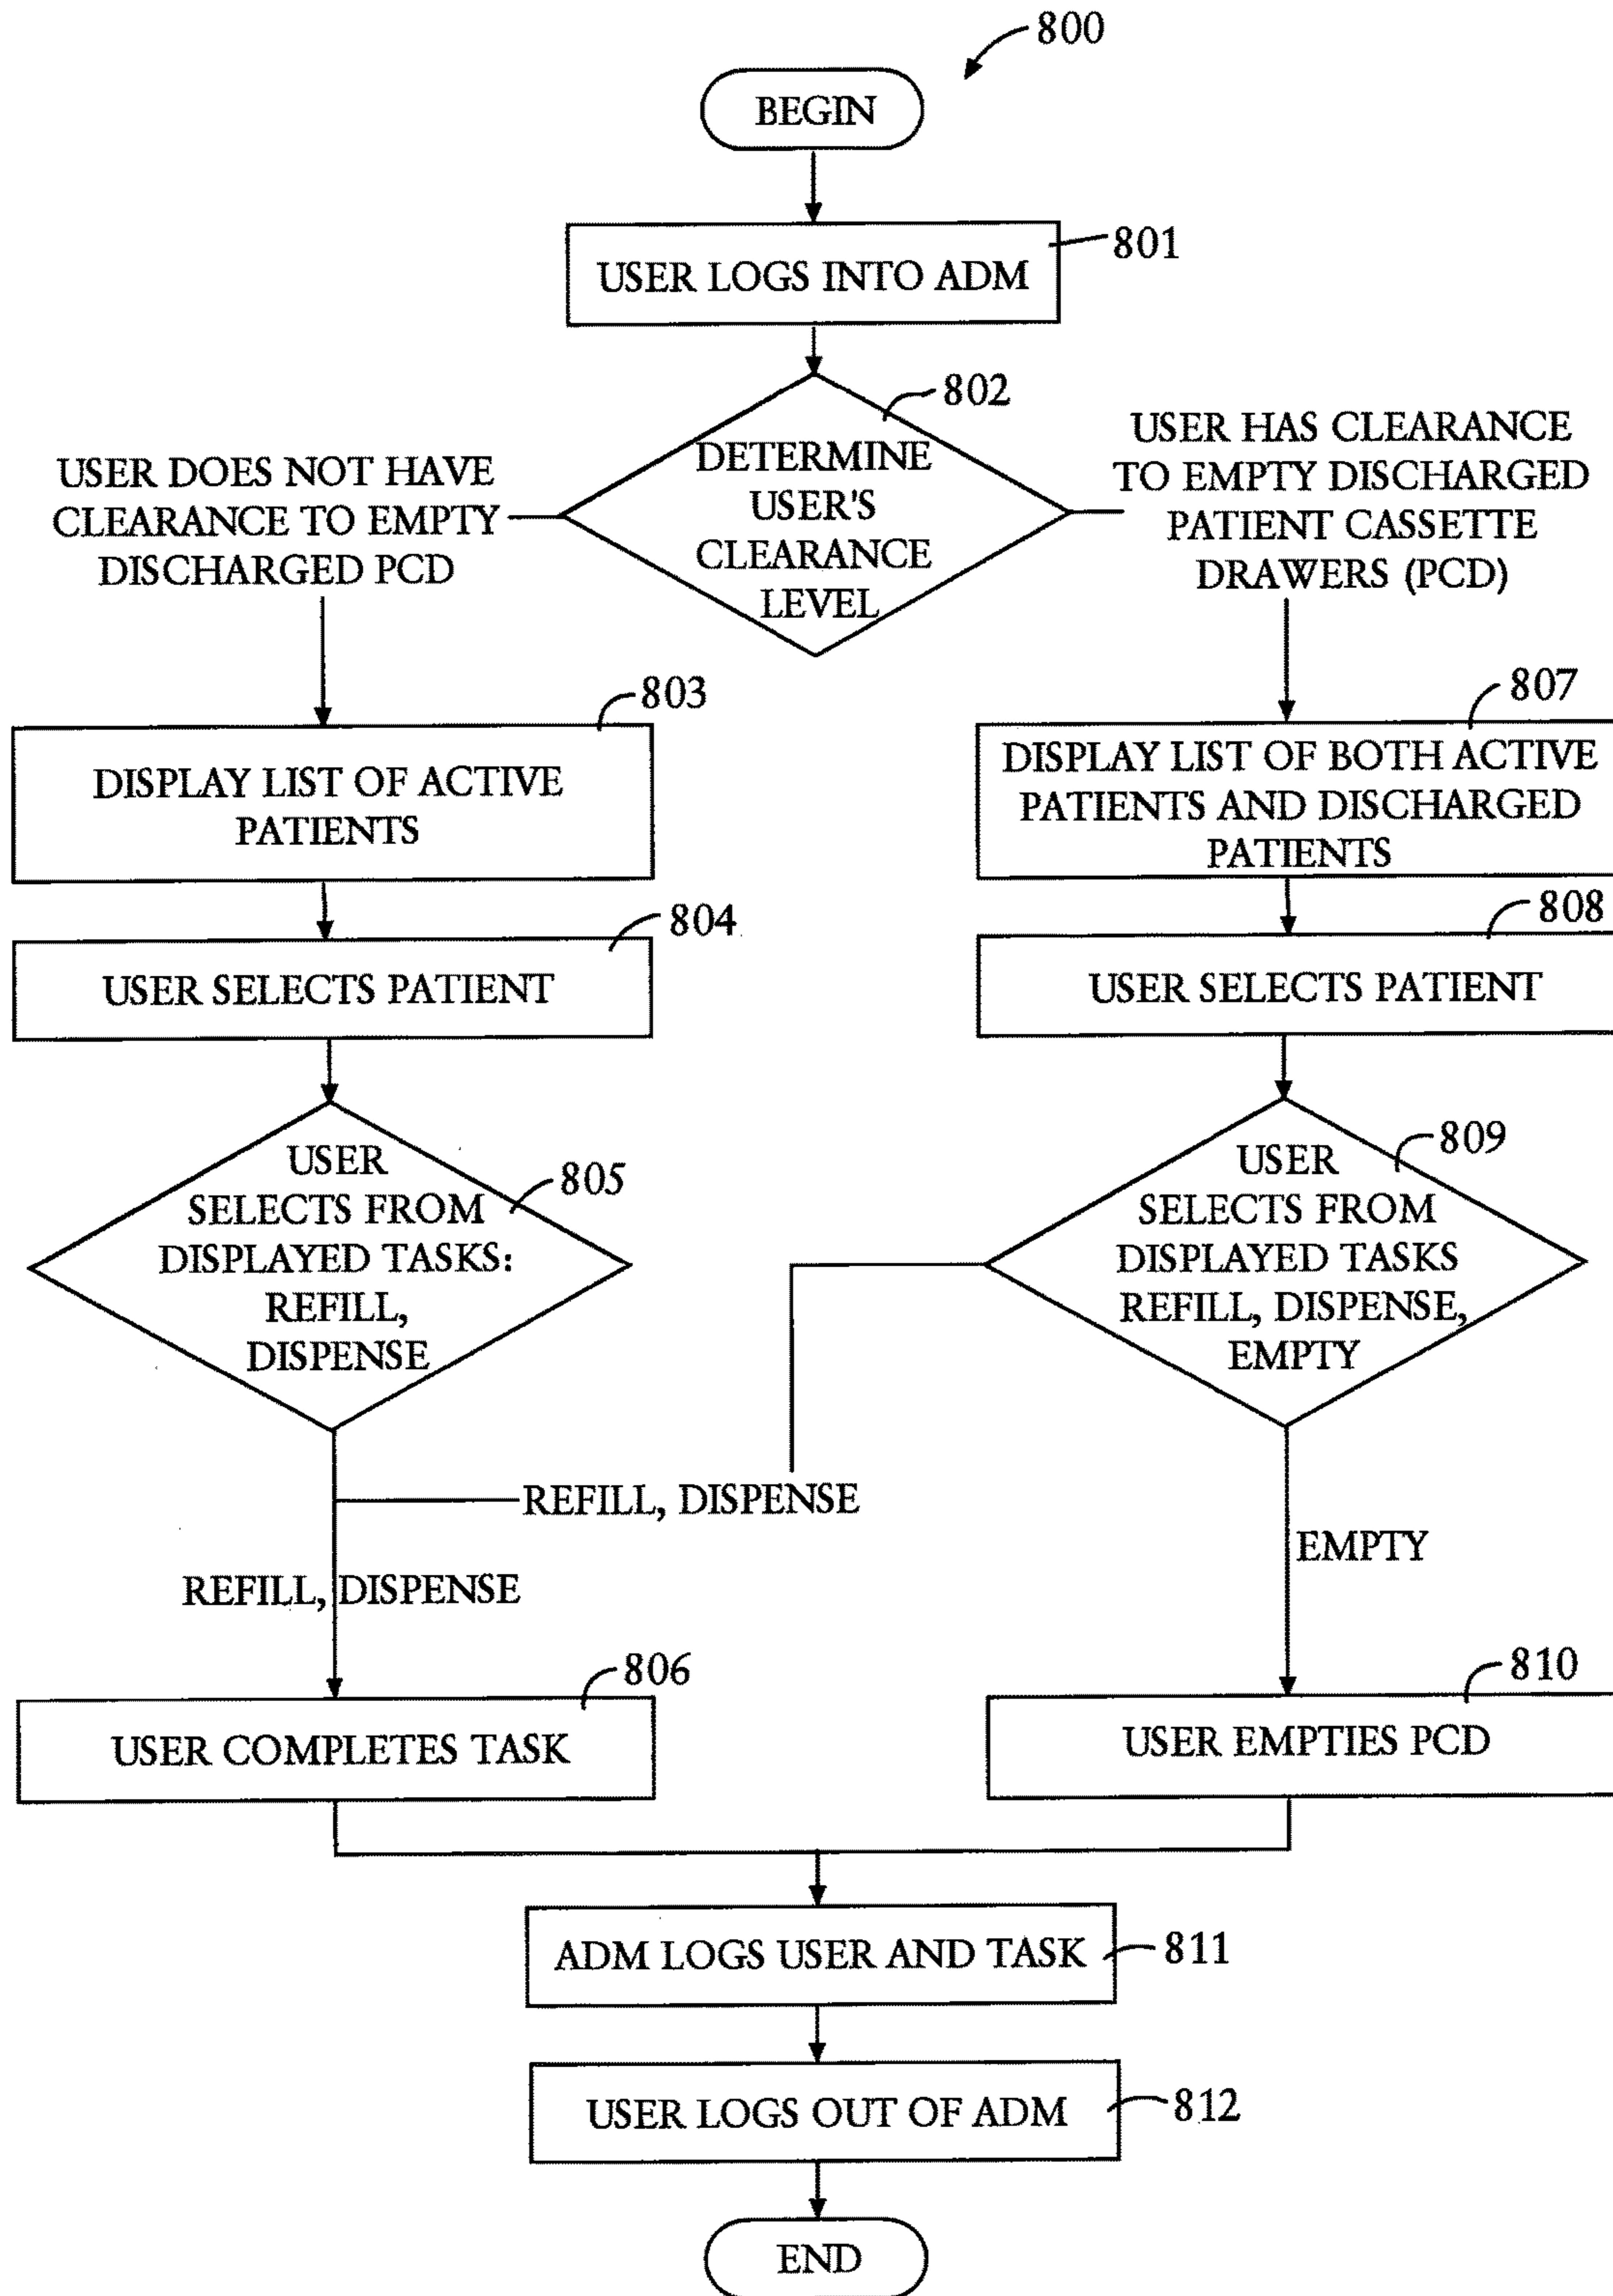 800
BEGIN
801
USER LOGS INTO ADM
802
DETERMINE
USER'S
CLEARANCE
LEVEL
USER DOES NOT HAVE
CLEARANCE TO EMPTY
DISCHARGED PCD
USER HAS CLEARANCE
TO EMPTY DISCHARGED
PATIENT CASSETTE
DRAWERS (PCD)
803
DISPLAY LIST OF ACTIVE
PATIENTS
807
DISPLAY LIST OF BOTH ACTIVE
PATIENTS AND DISCHARGED
PATIENTS
804
USER SELECTS PATIENT
808
USER SELECTS PATIENT
805
USER
SELECTS FROM
DISPLAYED TASKS:
REFILL,
DISPENSE
809
USER
SELECTS FROM
DISPLAYED TASKS
REFILL, DISPENSE,
EMPTY
REFILL, DISPENSE
EMPTY
REFILL, DISPENSE
806
USER COMPLETES TASK
810
USER EMPTIES PCD
ADM LOGS USER AND TASK
811
USER LOGS OUT OF ADM
812
END